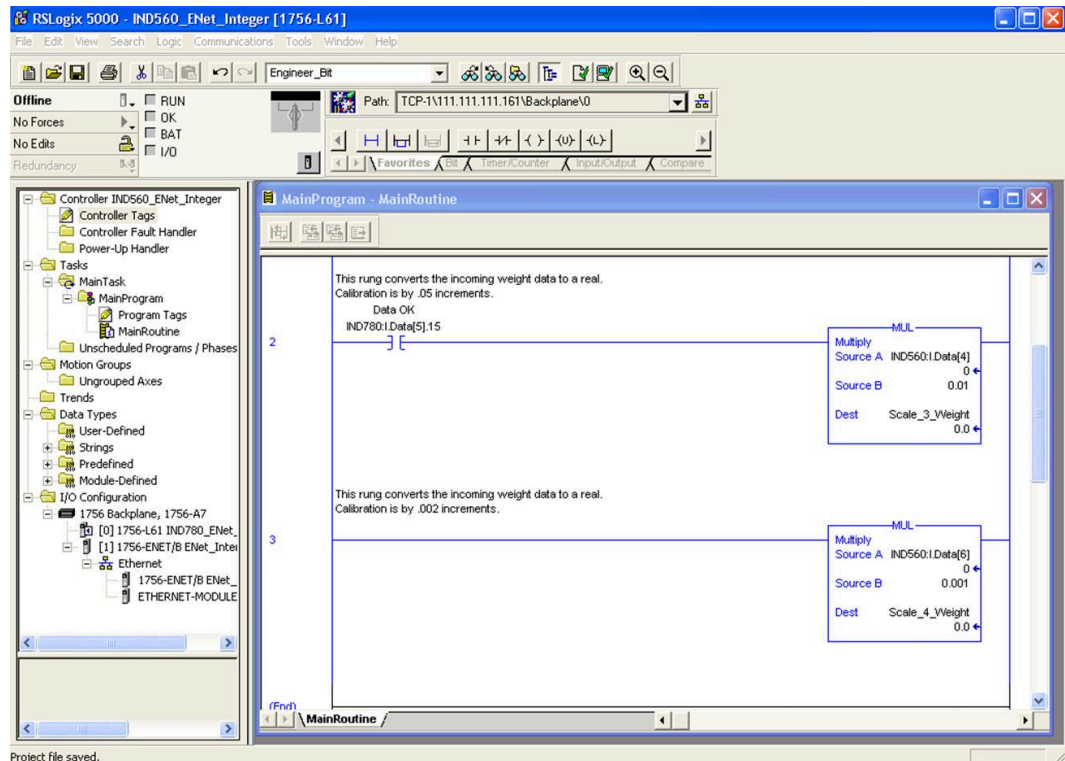 RSLogix 5000 - IND560_ENet_Integer [1756-L61]
File Edit View Search Logic Communications Tools Window Help
Engineer_Bit
Offline
RUN
Path: TCP-1\111.111.111.161\Backplane\0
No Forces
OK
No Edits
BAT
Redundancy
I/O
Favorites Bit Timer/Counter Input/Output Compare
Controller IND560_ENet_Integer
Controller Tags
Controller Fault Handler
Power-Up Handler
Tasks
MainTask
MainProgram
Program Tags
MainRoutine
Unscheduled Programs / Phases
Motion Groups
Ungrouped Axes
Trends
Data Types
User-Defined
Strings
Predefined
Module-Defined
I/O Configuration
1756 Backplane, 1756-A7
[0] 1756-L61 IND780_ENet_
[1] 1756-ENET/B ENet_Inte
Ethernet
1756-ENET/B ENet_
ETHERNET-MODULE
MainProgram - MainRoutine
This rung converts the incoming weight data to a real.
Calibration is by .05 increments.
Data OK
IND780:I.Data[5].15
2
MUL
Multiply
Source A IND560:I.Data[4]
0
Source B 0.01
Dest Scale_3_Weight
0.0
This rung converts the incoming weight data to a real.
Calibration is by .002 increments.
3
MUL
Multiply
Source A IND560:I.Data[6]
0
Source B 0.001
Dest Scale_4_Weight
0.0
(End)
MainRoutine
Project file saved.